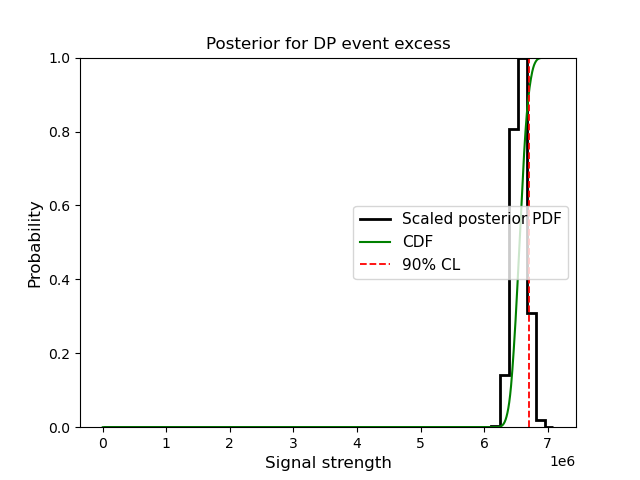 Posterior for DP event excess
1.0
0.8
0.6
0.4
0.2
0.0
Probability
Scaled posterior PDF
CDF
90% CL
0 1 2 3 4 5 6 7
1e6
Signal strength